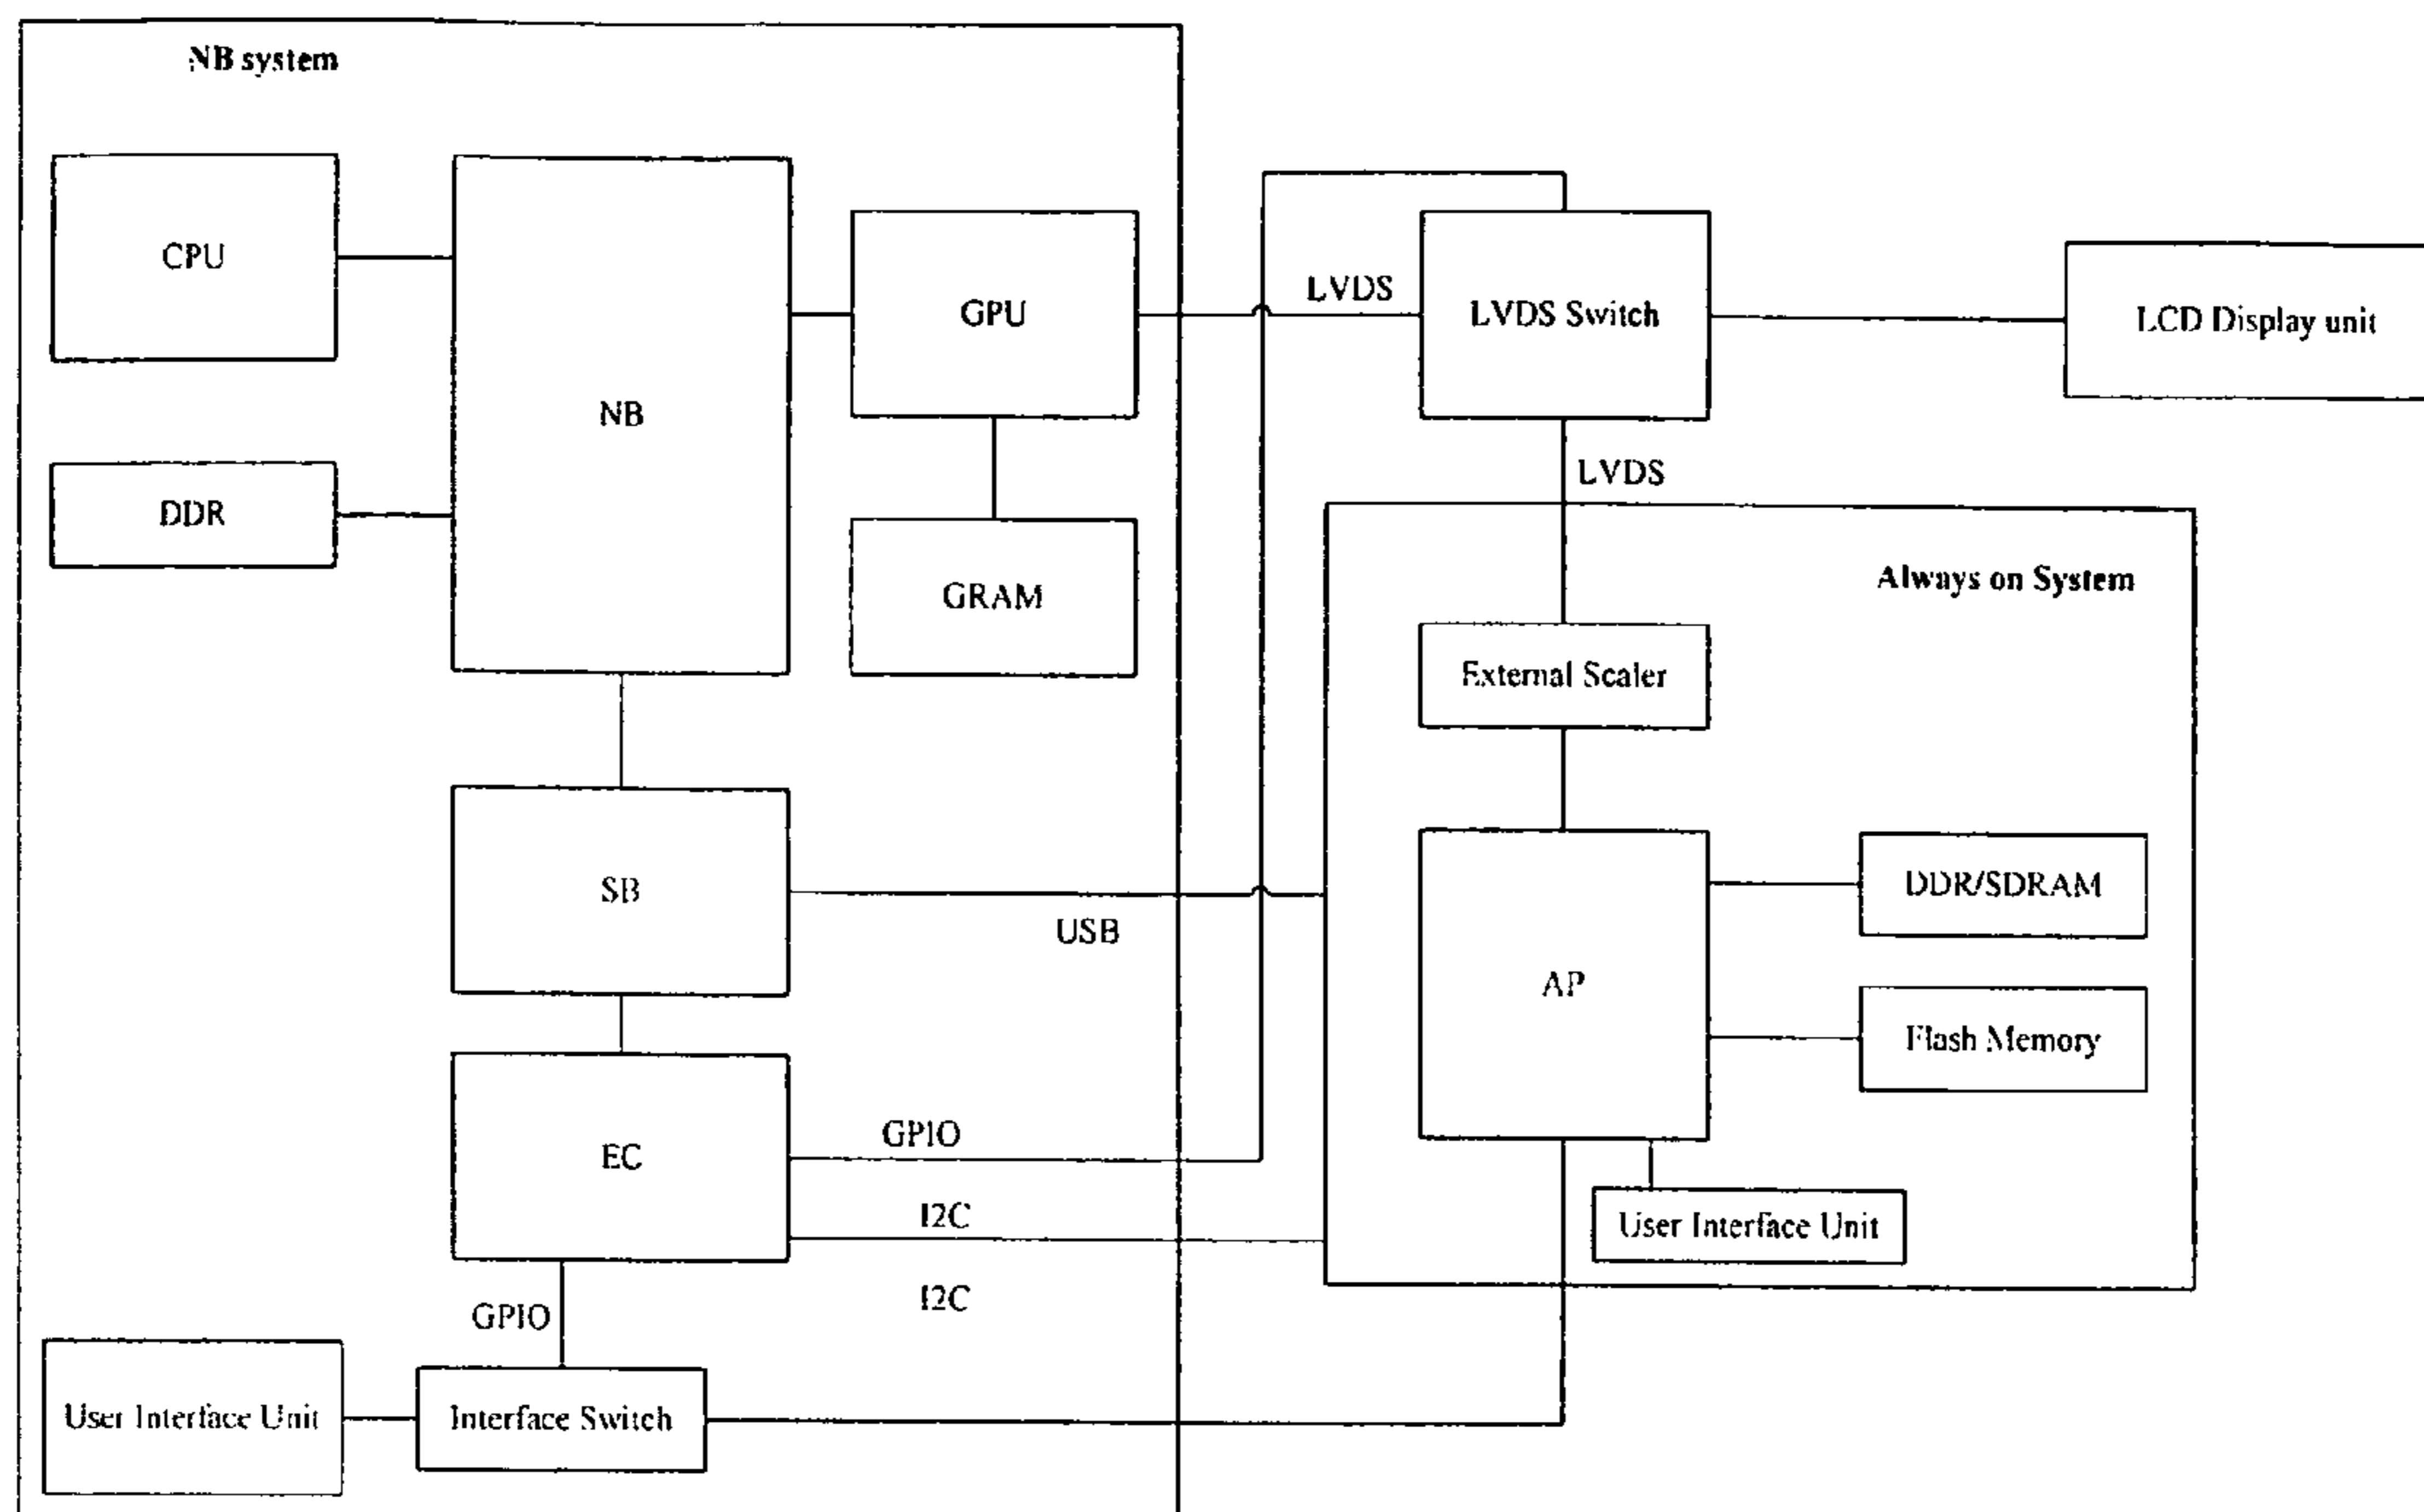 NB system
CPU
NB
GPU
LVDS
LVDS Switch
LCD Display unit
DDR
GRAM
LVDS
Always on System
External Scaler
SB
USB
AP
DDR/SDRAM
Flash Memory
EC
GPIO
I2C
User Interface Unit
I2C
GPIO
User Interface Unit
Interface Switch